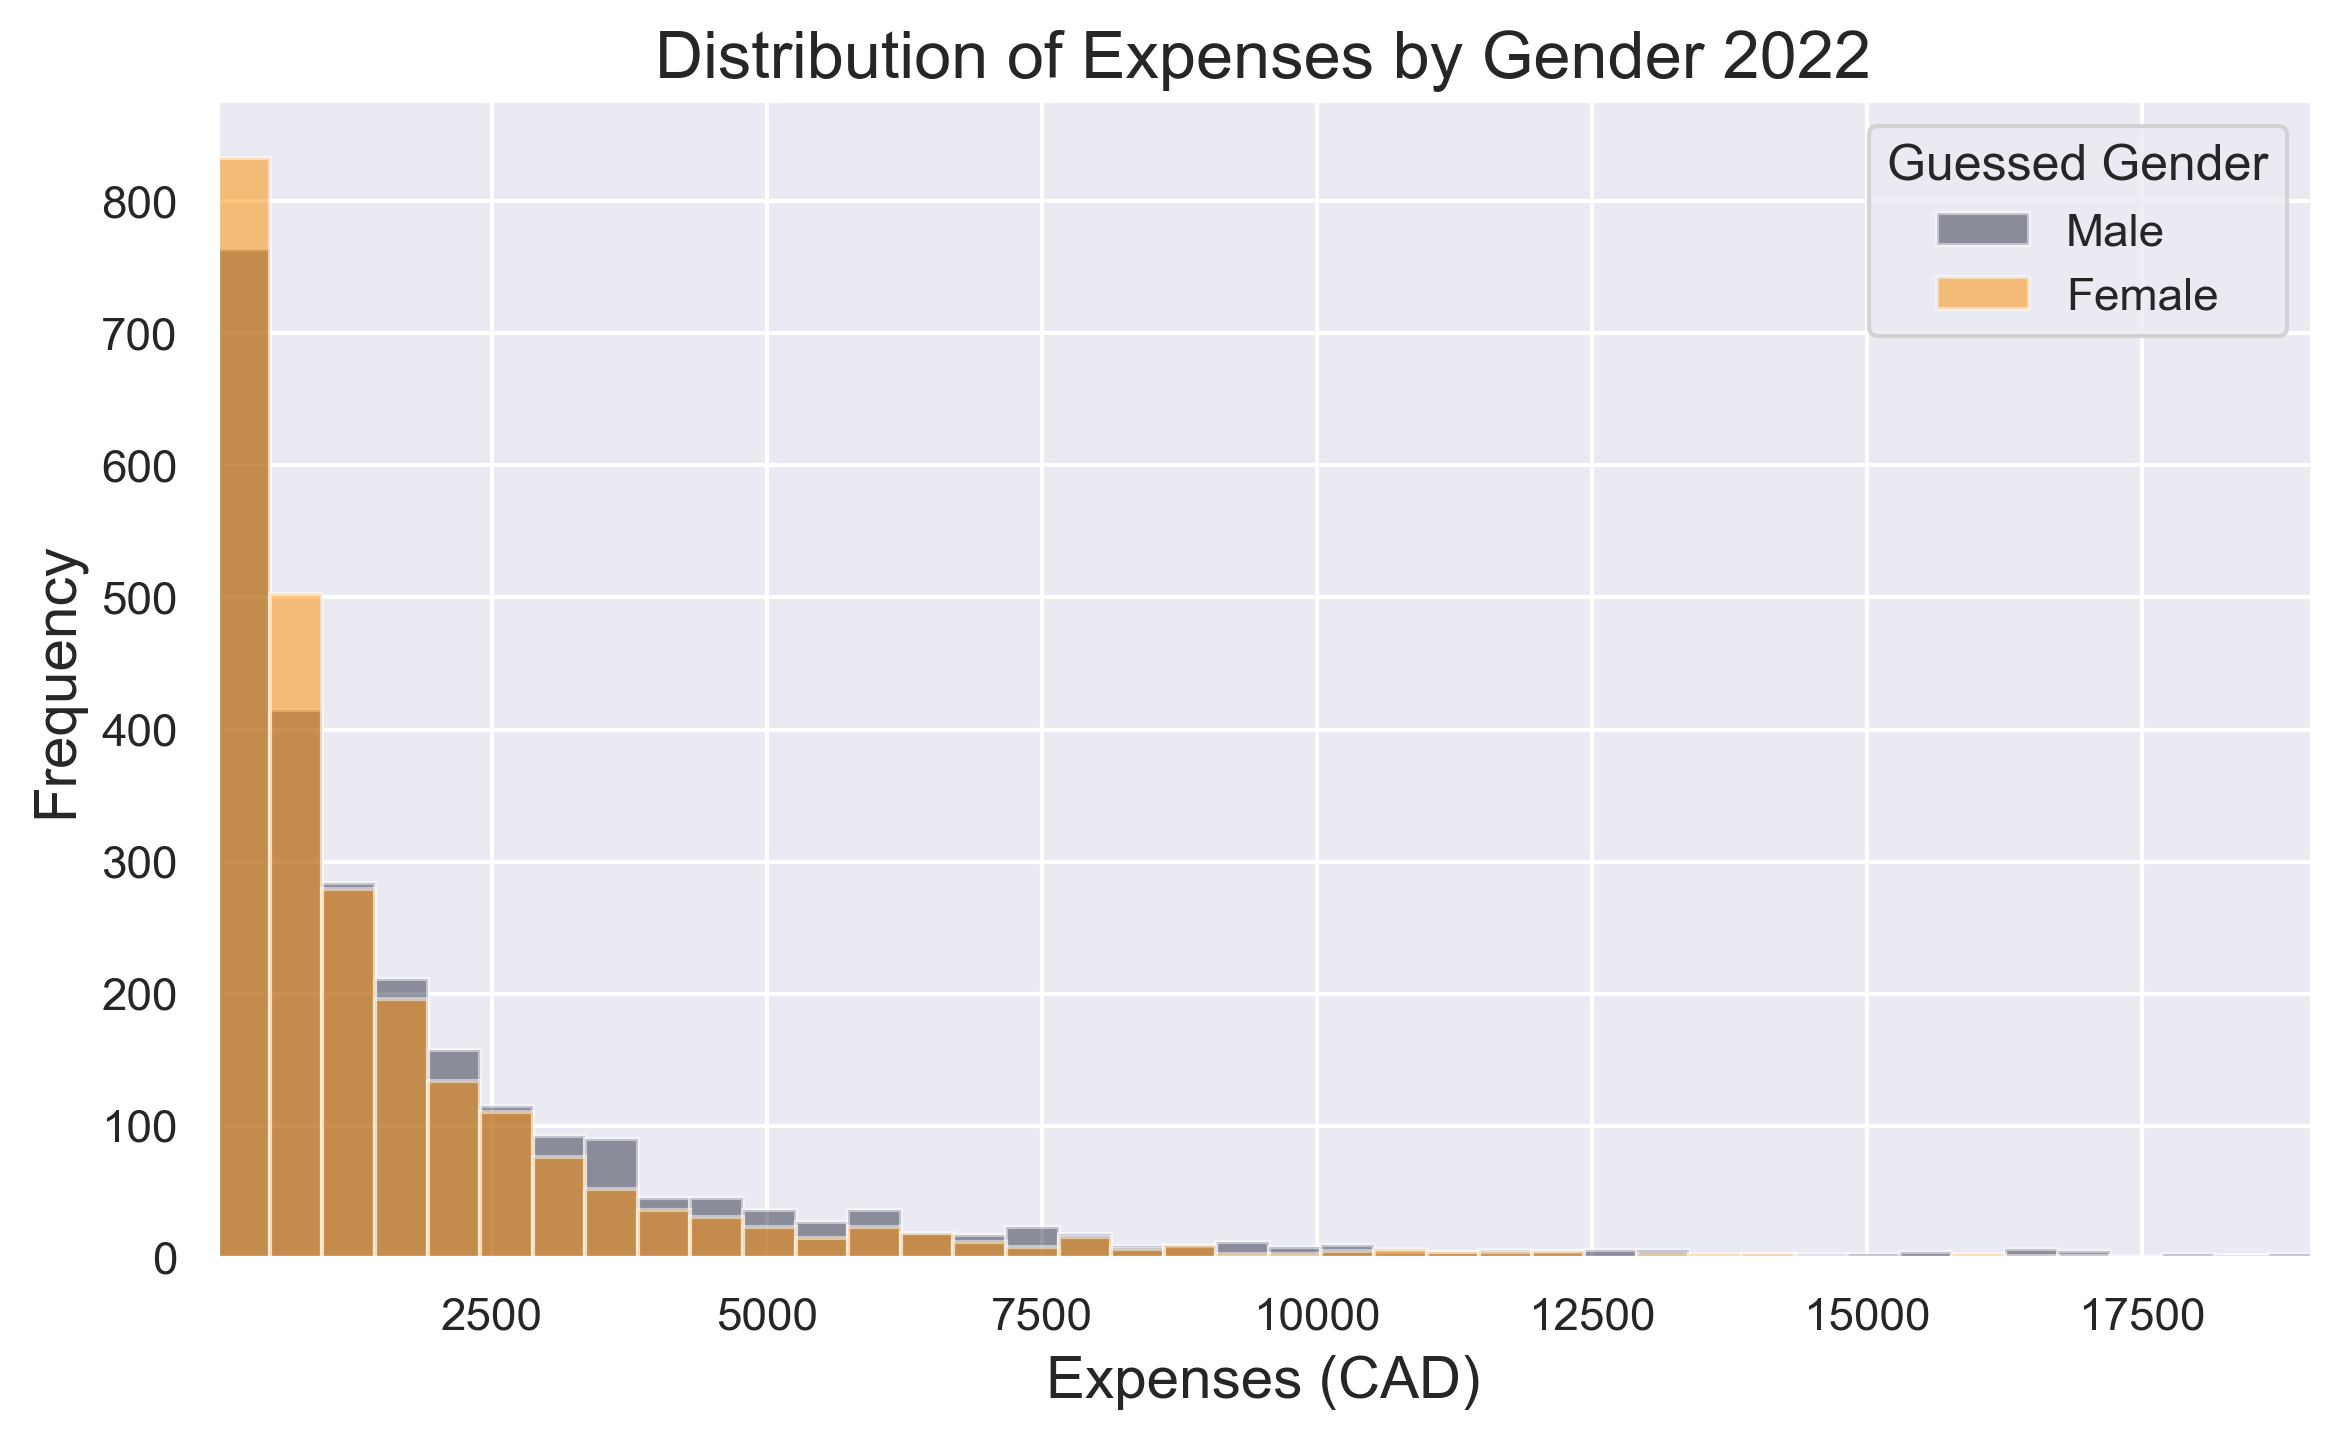 Distribution of Expenses by Gender 2022
Guessed Gender
Male
Female
Frequency
800
700
600
500
400
300
200
100
0
2500 5000 7500 10000 12500 15000 17500
Expenses (CAD)